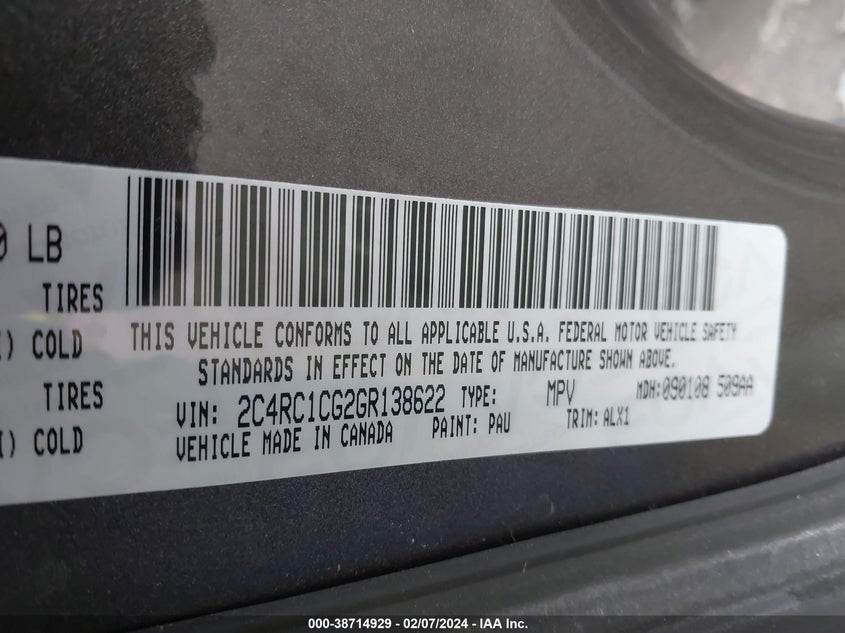 0 LB
TIRES
) COLD
TIRES
) COLD
THIS VEHICLE CONFORMS TO ALL APPLICABLE U.S.A. FEDERAL MOTOR VEHICLE SAFETY
STANDARDS IN EFFECT ON THE DATE OF MANUFACTURE SHOWN ABOVE.
VIN: 2C4RC1CG2GR138622 TYPE: MPV MDH: 090108 509AA
VEHICLE MADE IN CANADA PAINT: PAU TRIM: ALX1
000-38714929 - 02/07/2024 - IAA Inc.